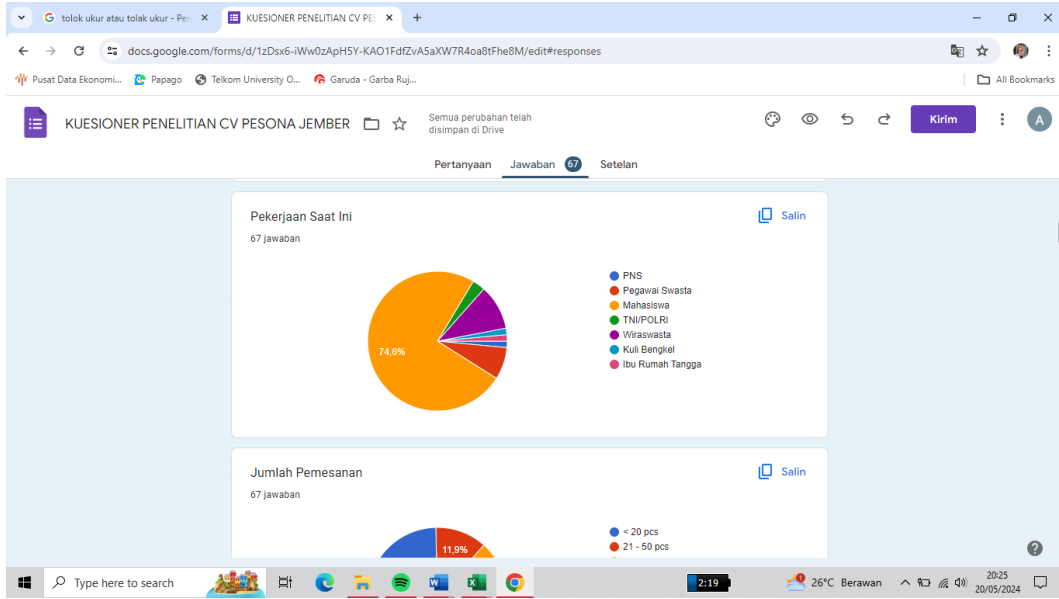 tolok ukur atau tolak ukur - Pen
KUESIONER PENELITIAN CV PES
docs.google.com/forms/d/1zDsx6-iWw0zApH5Y-KAO1FdfZvA5aXW7R4oa8tFhe8M/edit#responses
Pusat Data Ekonomi... Papago Telkom University O... Garuda - Garba Ruj... All Bookmarks
KUESIONER PENELITIAN CV PESONA JEMBER
Semua perubahan telah
disimpan di Drive
Kirim
A
Pertanyaan Jawaban 67 Setelan
Pekerjaan Saat Ini
Salin
67 jawaban
74,6%
PNS
Pegawai Swasta
Mahasiswa
TNI/POLRI
Wiraswasta
Kuli Bengkel
Ibu Rumah Tangga
Jumlah Pemesanan
Salin
67 jawaban
11,9%
< 20 pcs
21 - 50 pcs
Type here to search
2:19
26°C Berawan
20:25
20/05/2024